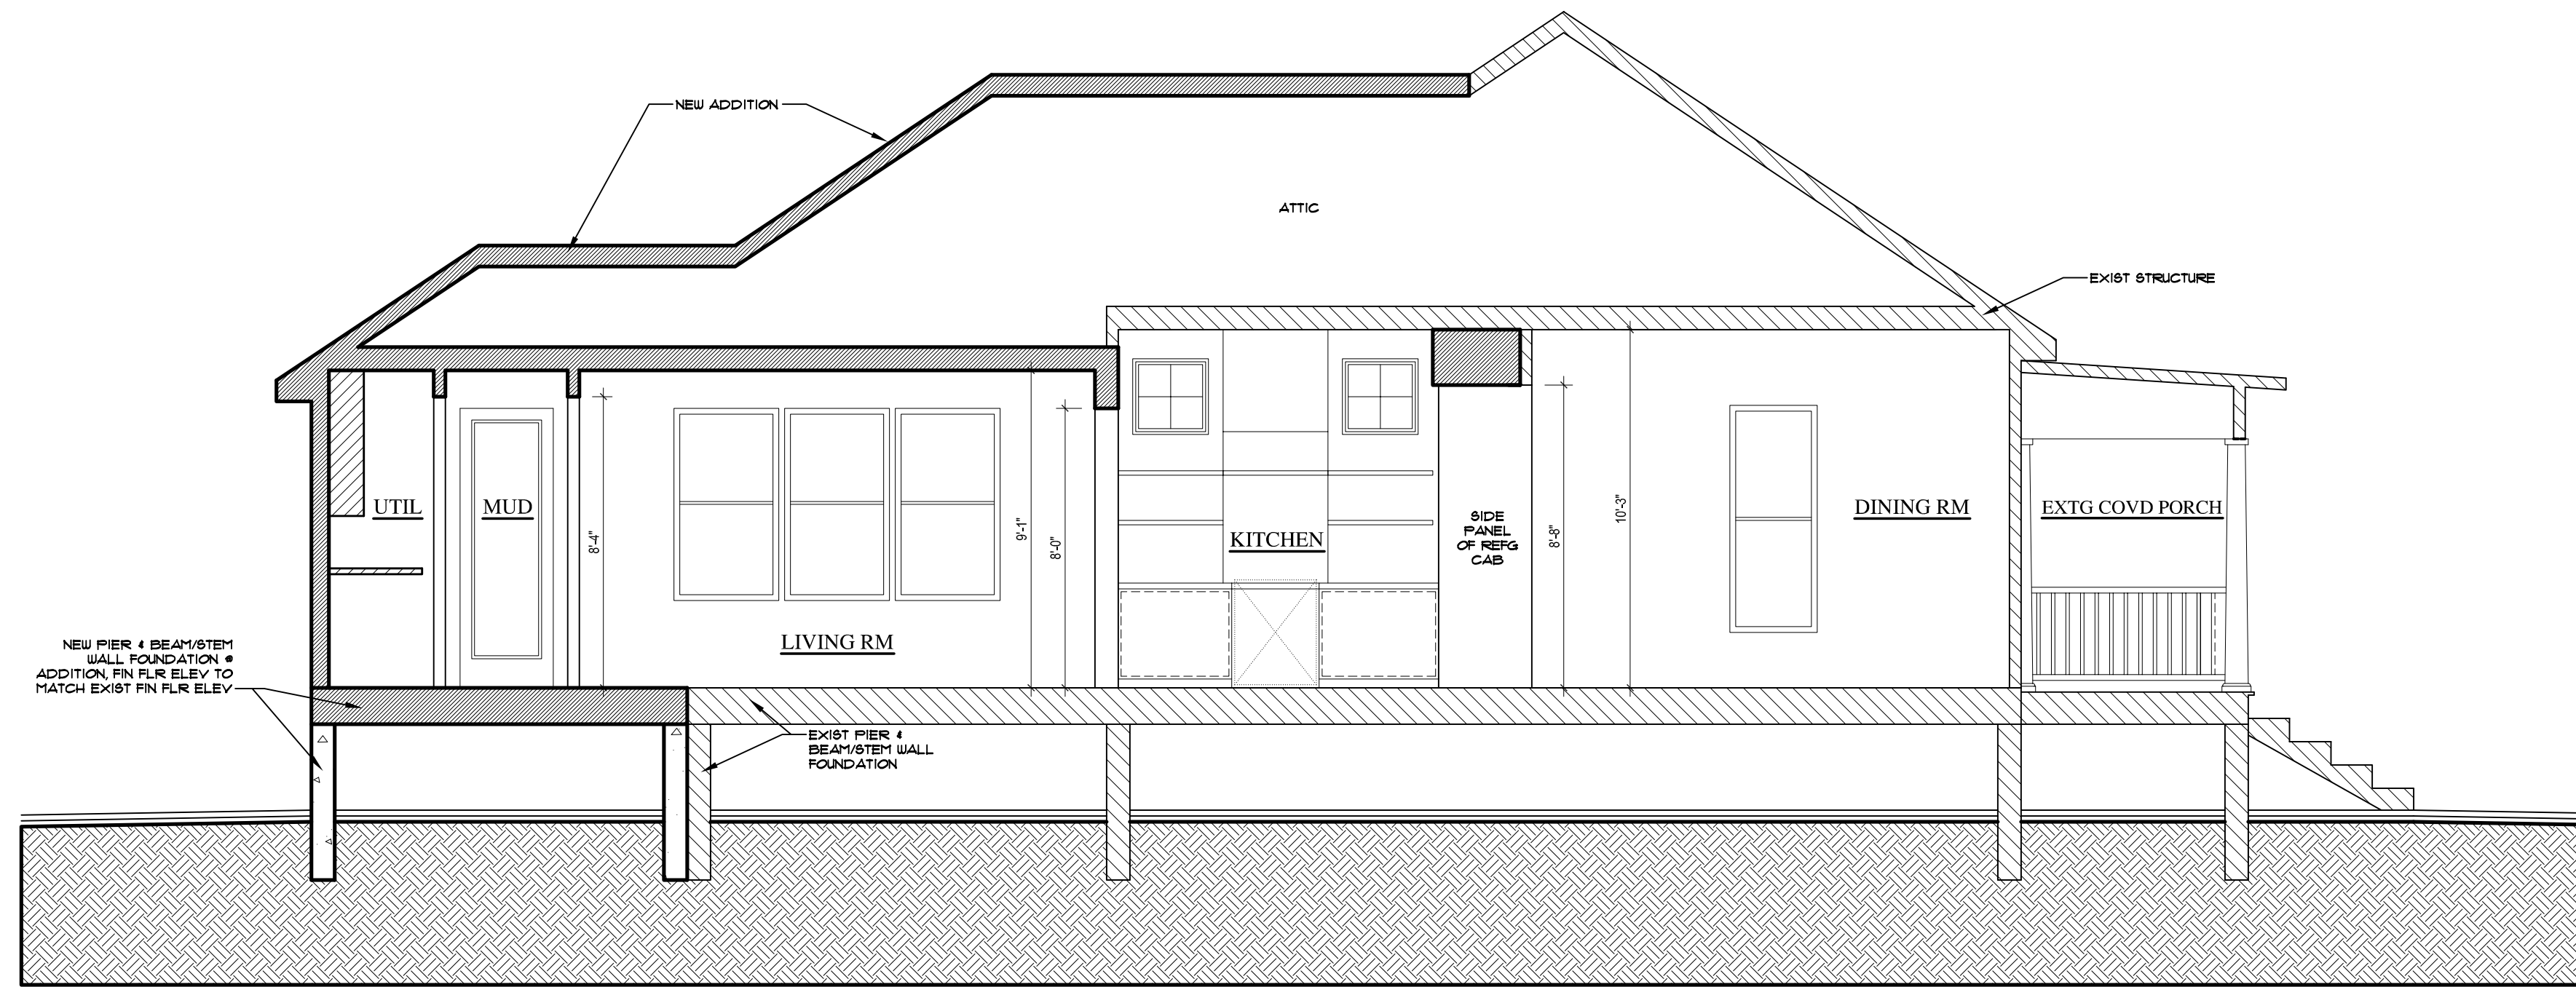 NEW ADDITION
ATTIC
EXIST STRUCTURE
UTIL
MUD
8'-4"
LIVING RM
9'-1"
8'-0"
KITCHEN
SIDE
PANEL
OF REFG
CAB
8'-8"
10'-3"
DINING RM
EXTG COVD PORCH
NEW PIER & BEAM/STEM
WALL FOUNDATION @
ADDITION, FIN FLR ELEV TO
MATCH EXIST FIN FLR ELEV
EXIST PIER &
BEAM/STEM WALL
FOUNDATION